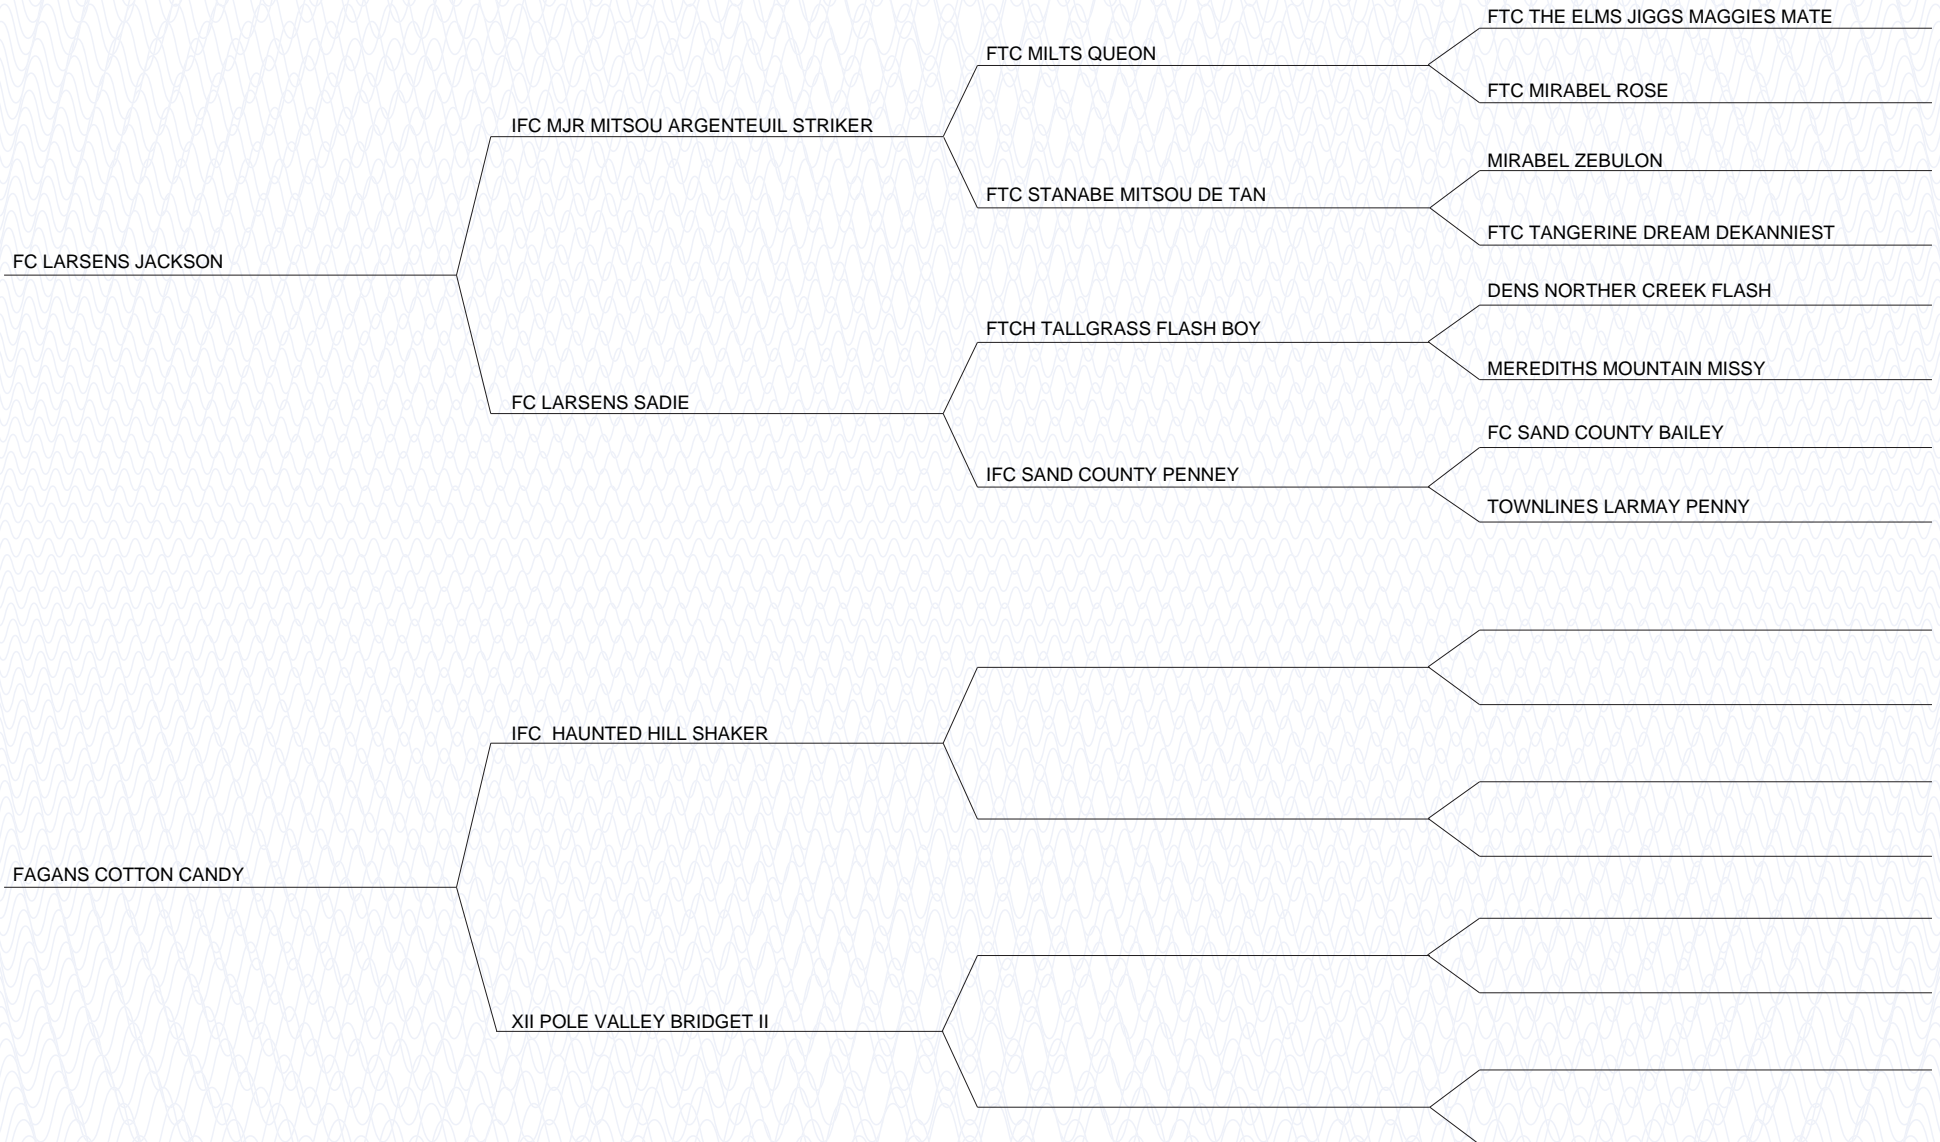 FTC THE ELMS JIGGS MAGGIES MATE
FTC MILTS QUEON
FTC MIRABEL ROSE
IFC MJR MITSOU ARGENTEUIL STRIKER
MIRABEL ZEBULON
FTC STANABE MITSOU DE TAN
FTC TANGERINE DREAM DEKANNIEST
FC LARSENS JACKSON
DENS NORTHER CREEK FLASH
FTCH TALLGRASS FLASH BOY
MEREDITHS MOUNTAIN MISSY
FC LARSENS SADIE
FC SAND COUNTY BAILEY
IFC SAND COUNTY PENNEY
TOWNLINES LARMAY PENNY
IFC  HAUNTED HILL SHAKER
FAGANS COTTON CANDY
XII POLE VALLEY BRIDGET II